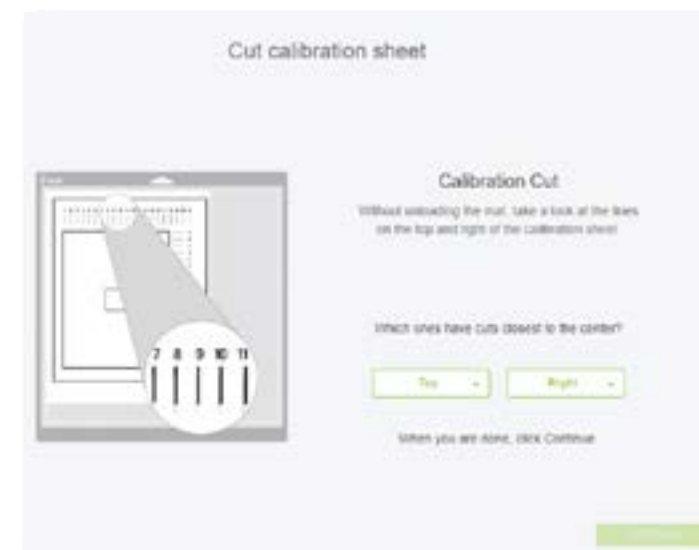 Cut calibration sheet
Calibration Cut
Without unloading the mat, take a look at the lines
on the top and right of the calibration sheet
7 8 9 10 11
Which ones have cuts closest to the center?
Top
Right
When you are done, click Continue